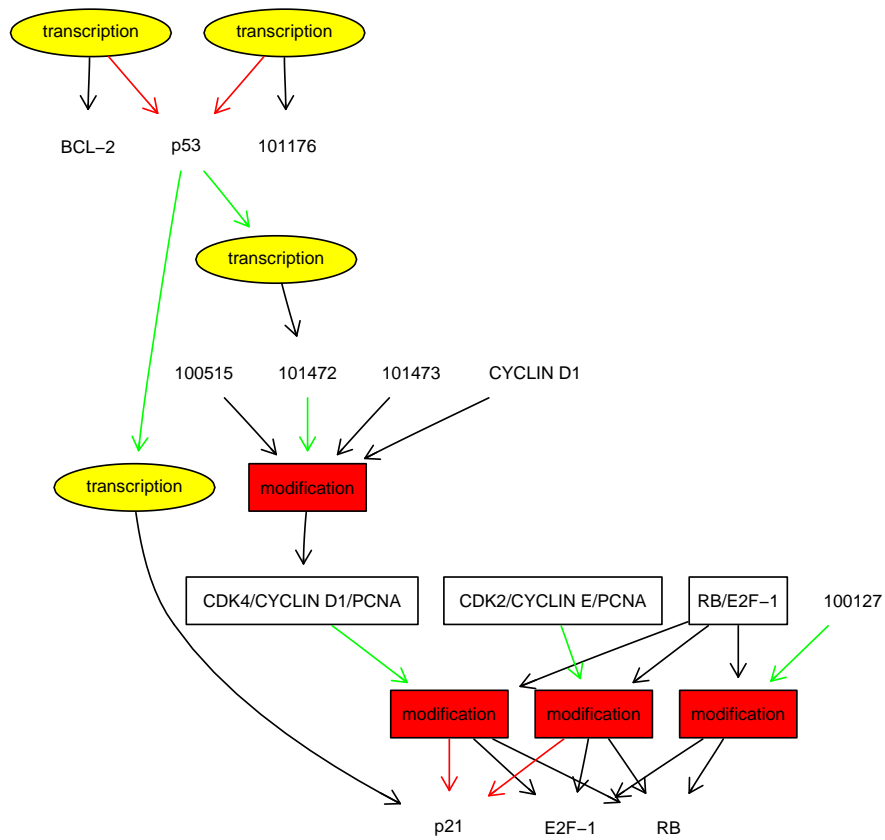 transcription
transcription
BCL−2
p53
101176
transcription
100515
101472
101473
CYCLIN D1
transcription
modification
CDK4/CYCLIN D1/PCNA
CDK2/CYCLIN E/PCNA
RB/E2F−1
100127
modification
modification
modification
p21
E2F−1
RB